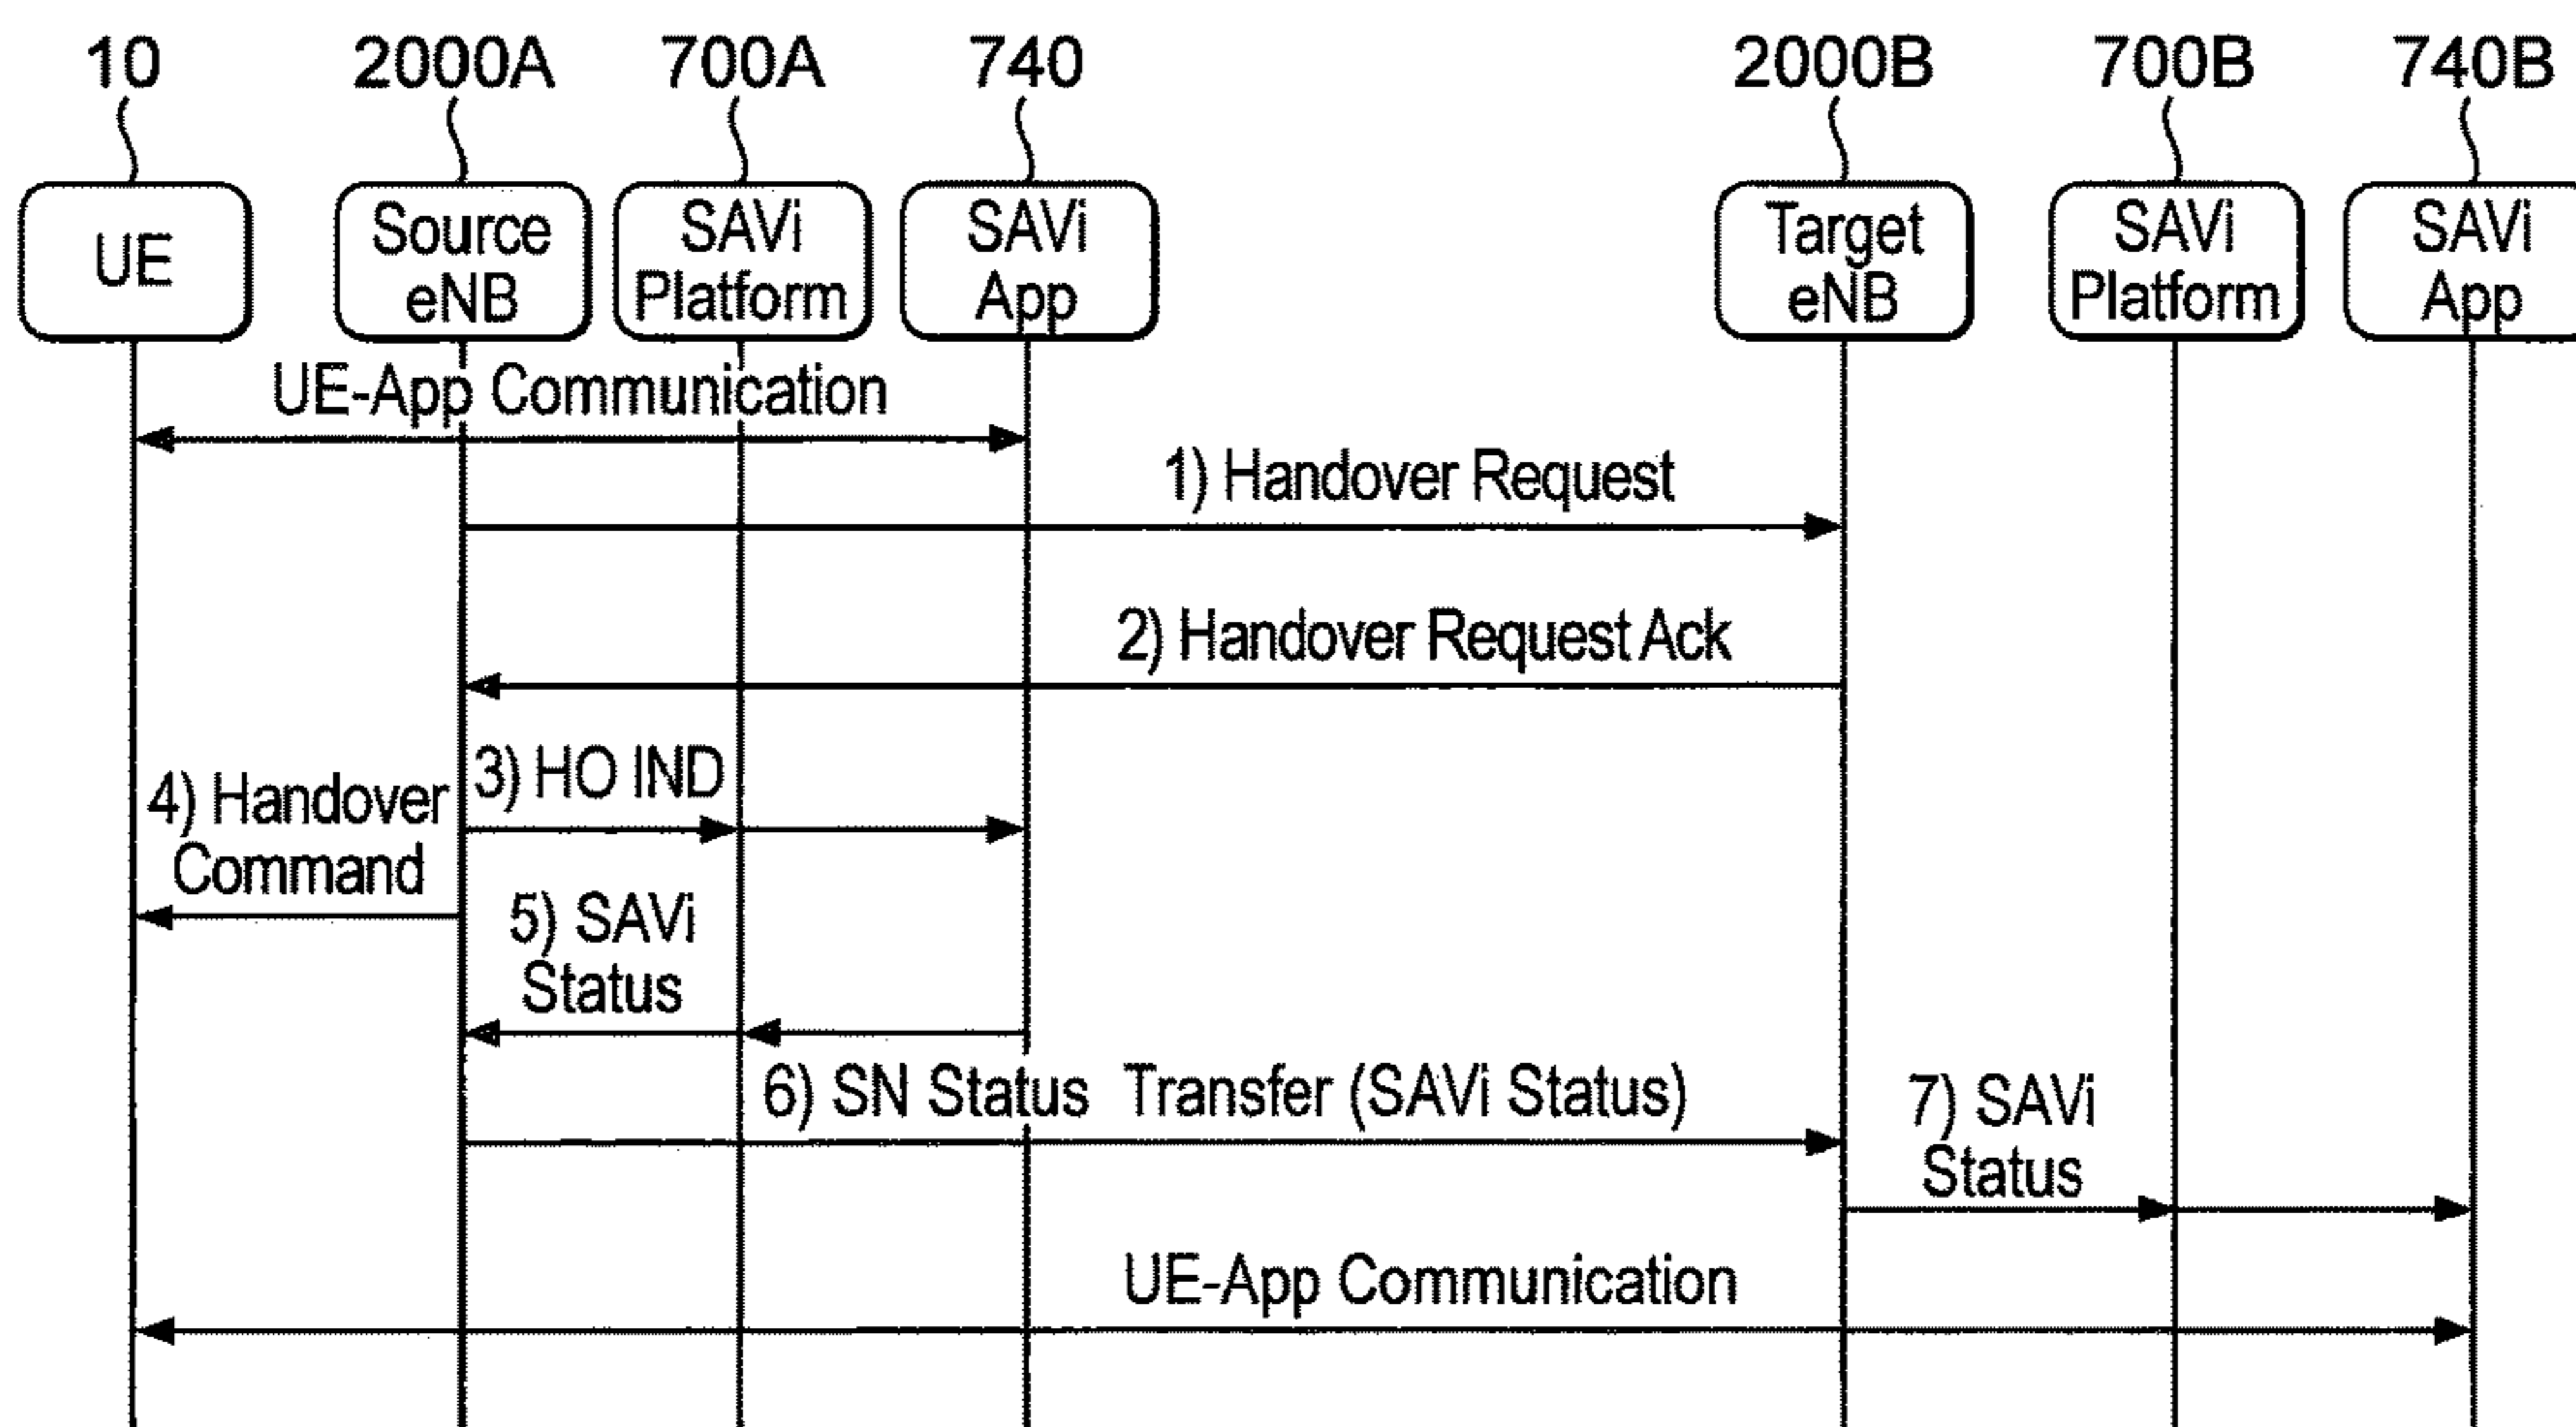 10 2000A 700A 740 2000B 700B 740B
UE
Source
eNB
SAVi
Platform
SAVi
App
Target
eNB
SAVi
Platform
SAVi
App
UE-App Communication
1) Handover Request
2) Handover Request Ack
3) HO IND
4) Handover
Command
5) SAVi
Status
6) SN Status Transfer (SAVi Status)
7) SAVi
Status
UE-App Communication